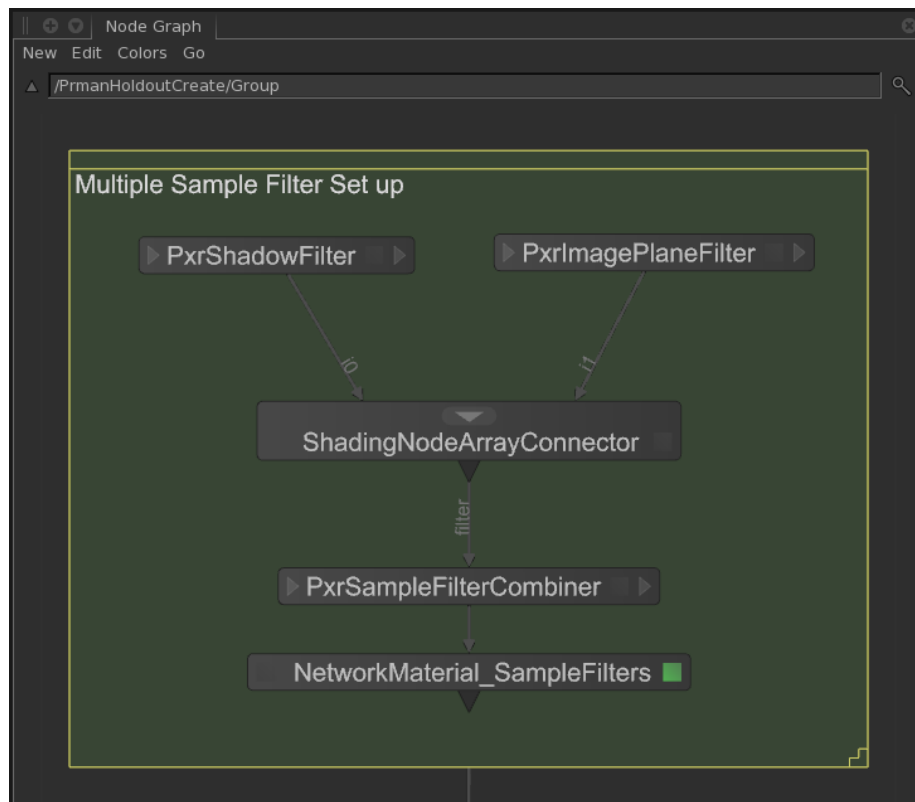 Node Graph
New Edit Colors Go
/PrmanHoldoutCreate/Group
Multiple Sample Filter Set up
PxrShadowFilter
PxrImagePlaneFilter
i0
i1
ShadingNodeArrayConnector
filter
PxrSampleFilterCombiner
NetworkMaterial_SampleFilters